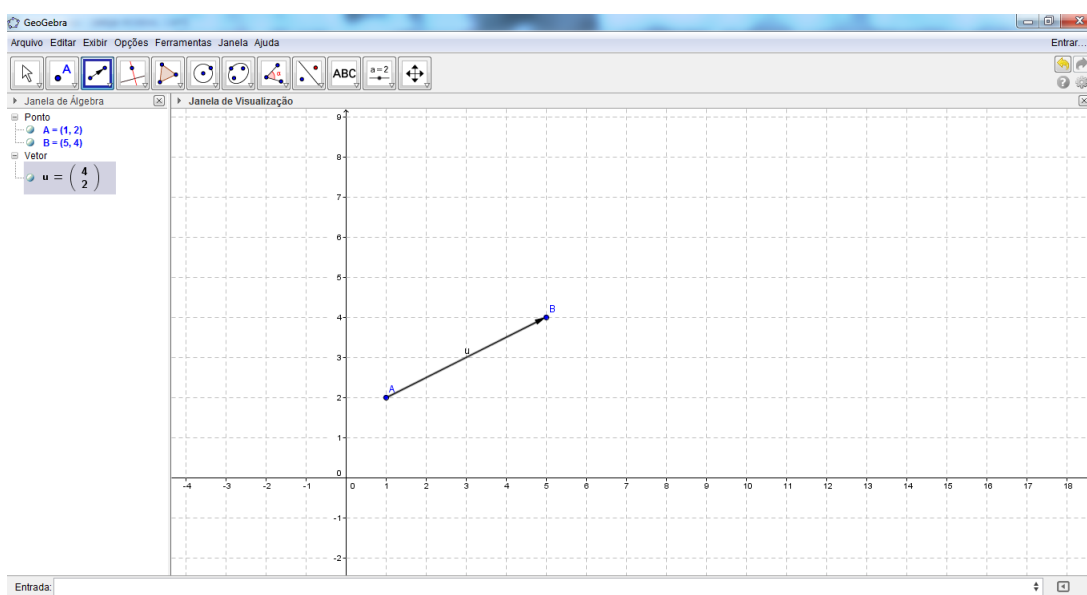 GeoGebra
Arquivo Editar Exibir Opções Ferramentas Janela Ajuda Entrar...
A ABC a=2
Janela de Álgebra
Ponto
A = (1, 2)
B = (5, 4)
Vetor
u = ( 4
2 )
Janela de Visualização
9
8
7
6
5
4 B
3 u
2 A
1
0
-4 -3 -2 -1 0 1 2 3 4 5 6 7 8 9 10 11 12 13 14 15 16 17 18
-1
-2
Entrada: